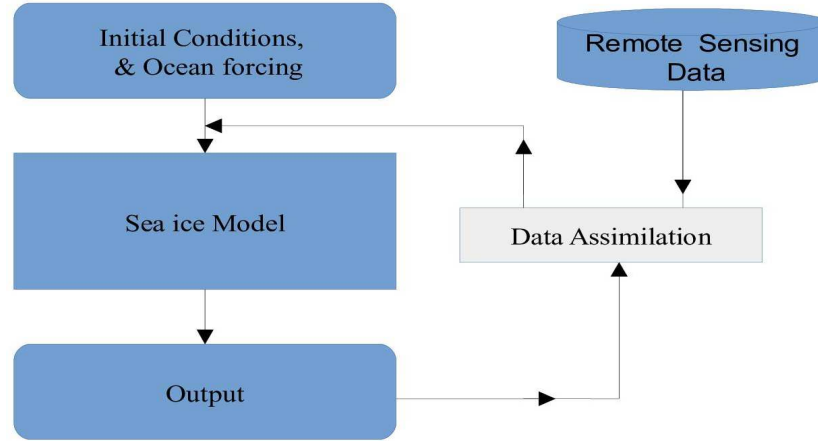 Initial Conditions,
& Ocean forcing
Remote Sensing
Data
Sea ice Model
Data Assimilation
Output